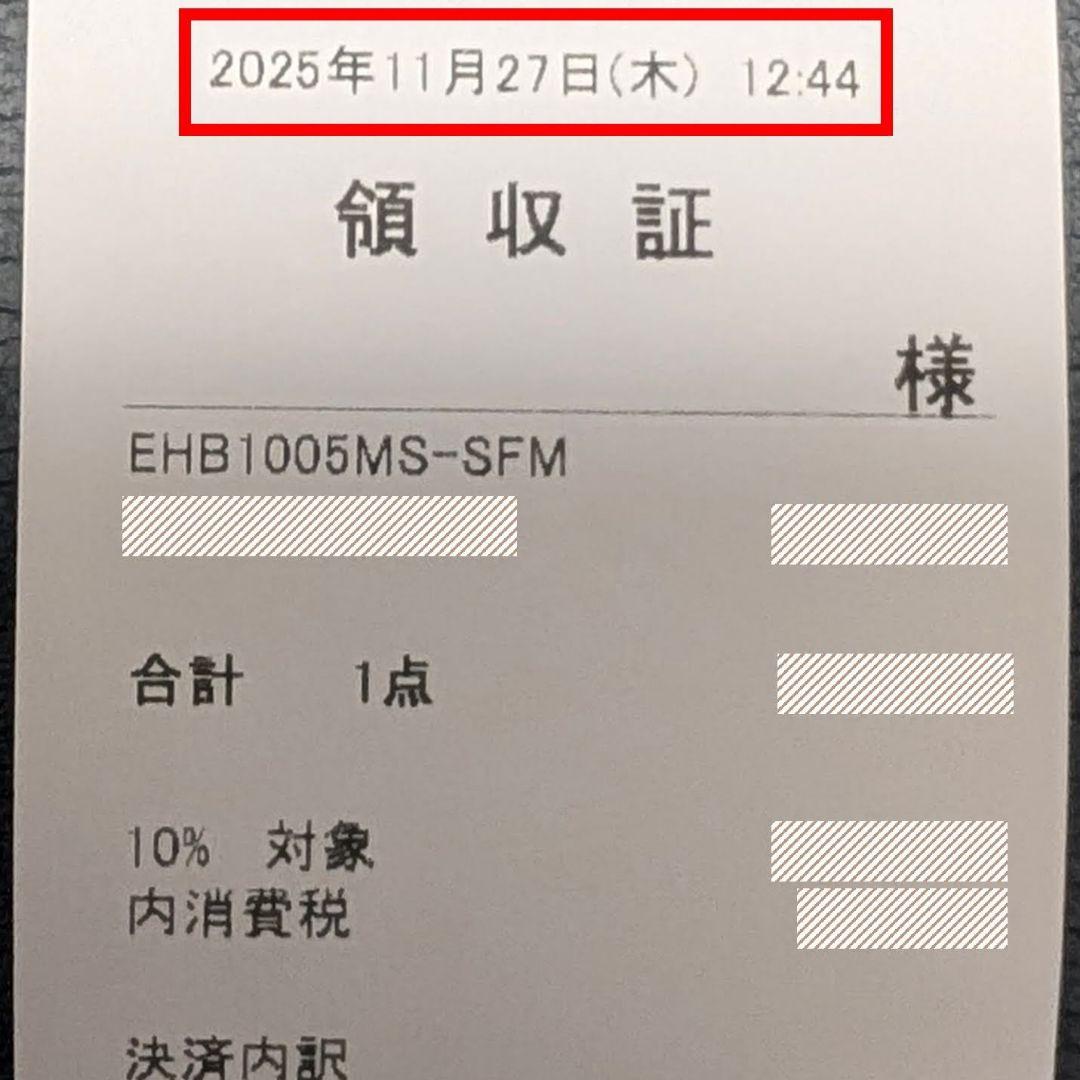 2025年11月27日(木) 12:44
領収証
様
EHB1005MS-SFM
合計 1点
10% 対象
内消費税
決済内訳